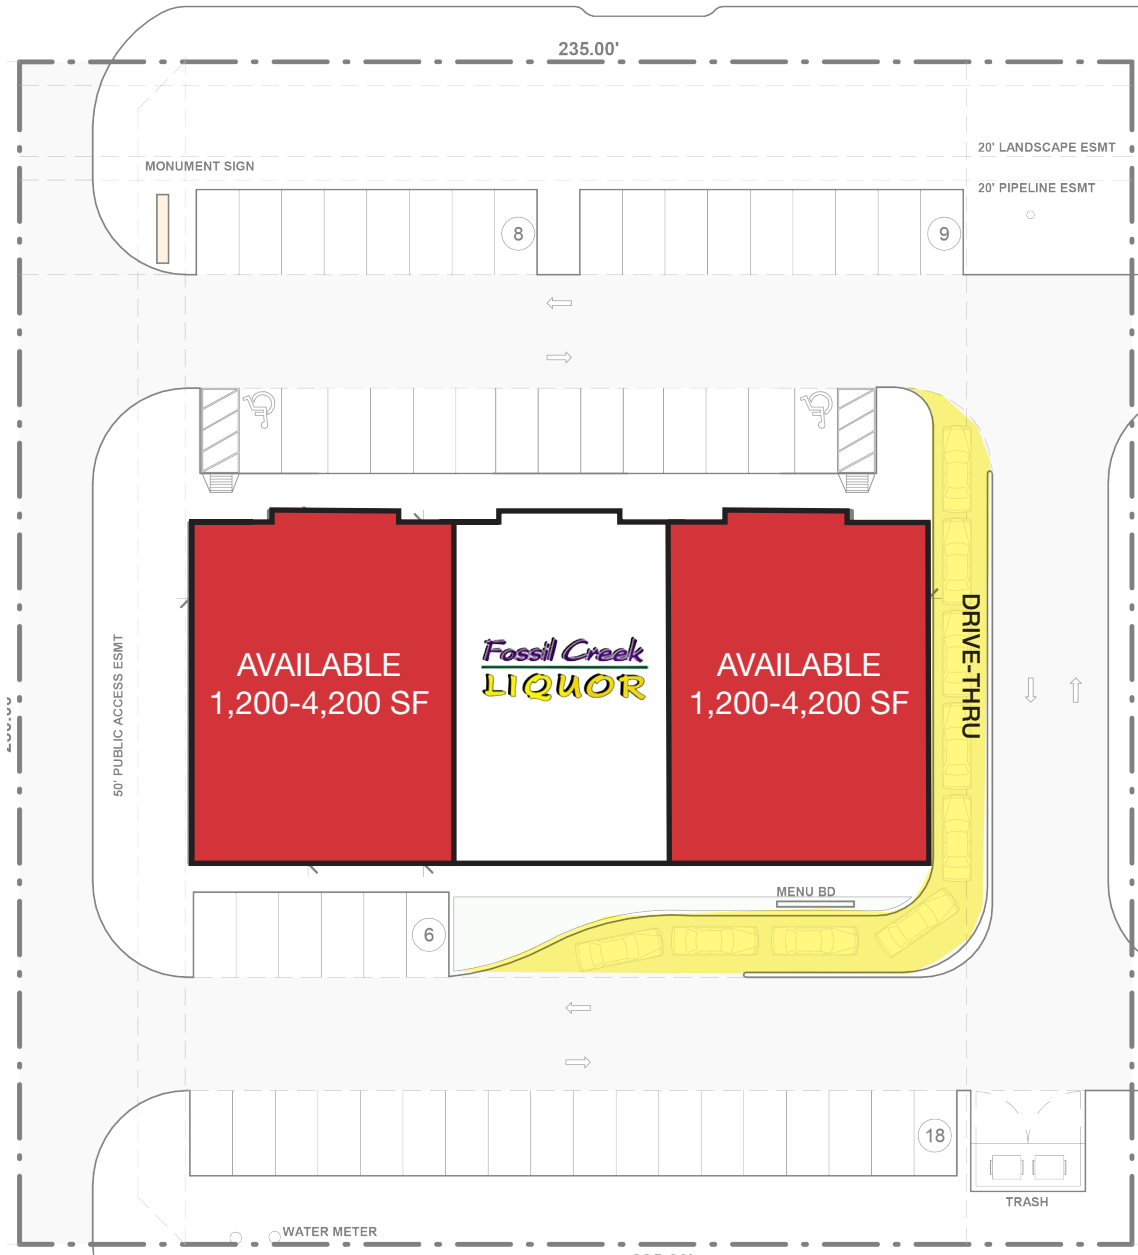 235.00'
20' LANDSCAPE ESMT
MONUMENT SIGN
20' PIPELINE ESMT
8
9
50' PUBLIC ACCESS ESMT
AVAILABLE
1,200-4,200 SF
Fossil Creek
LIQUOR
AVAILABLE
1,200-4,200 SF
DRIVE-THRU
MENU BD
6
18
TRASH
WATER METER